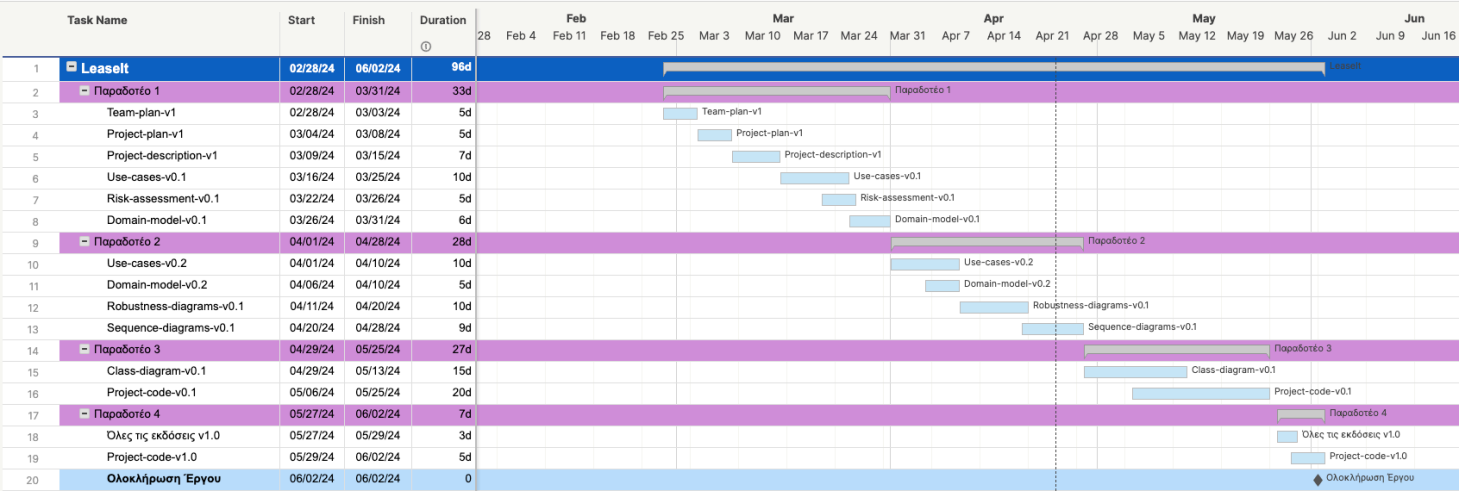 Task Name Start Finish Duration Feb Mar Apr May Jun
28 Feb 4 Feb 11 Feb 18 Feb 25 Mar 3 Mar 10 Mar 17 Mar 24 Mar 31 Apr 7 Apr 14 Apr 21 Apr 28 May 5 May 12 May 19 May 26 Jun 2 Jun 9 Jun 16
1 LeaseIt 02/28/24 06/02/24 96d LeaseIt
2 Παραδοτέο 1 02/28/24 03/31/24 33d Παραδοτέο 1
3 Team-plan-v1 02/28/24 03/03/24 5d Team-plan-v1
4 Project-plan-v1 03/04/24 03/08/24 5d Project-plan-v1
5 Project-description-v1 03/09/24 03/15/24 7d Project-description-v1
6 Use-cases-v0.1 03/16/24 03/25/24 10d Use-cases-v0.1
7 Risk-assessment-v0.1 03/22/24 03/26/24 5d Risk-assessment-v0.1
8 Domain-model-v0.1 03/26/24 03/31/24 6d Domain-model-v0.1
9 Παραδοτέο 2 04/01/24 04/28/24 28d Παραδοτέο 2
10 Use-cases-v0.2 04/01/24 04/10/24 10d Use-cases-v0.2
11 Domain-model-v0.2 04/06/24 04/10/24 5d Domain-model-v0.2
12 Robustness-diagrams-v0.1 04/11/24 04/20/24 10d Robustness-diagrams-v0.1
13 Sequence-diagrams-v0.1 04/20/24 04/28/24 9d Sequence-diagrams-v0.1
14 Παραδοτέο 3 04/29/24 05/25/24 27d Παραδοτέο 3
15 Class-diagram-v0.1 04/29/24 05/13/24 15d Class-diagram-v0.1
16 Project-code-v0.1 05/06/24 05/25/24 20d Project-code-v0.1
17 Παραδοτέο 4 05/27/24 06/02/24 7d Παραδοτέο 4
18 Όλες τις εκδόσεις v1.0 05/27/24 05/29/24 3d Όλες τις εκδόσεις v1.0
19 Project-code-v1.0 05/29/24 06/02/24 5d Project-code-v1.0
20 Ολοκλήρωση Έργου 06/02/24 06/02/24 0 Ολοκλήρωση Έργου